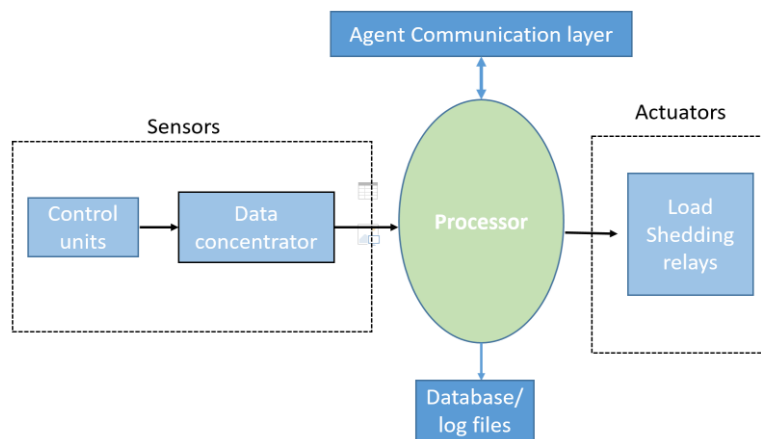 Agent Communication layer
Sensors
Actuators
Control
units
Data
concentrator
Processor
Load
Shedding
relays
Database/
log files